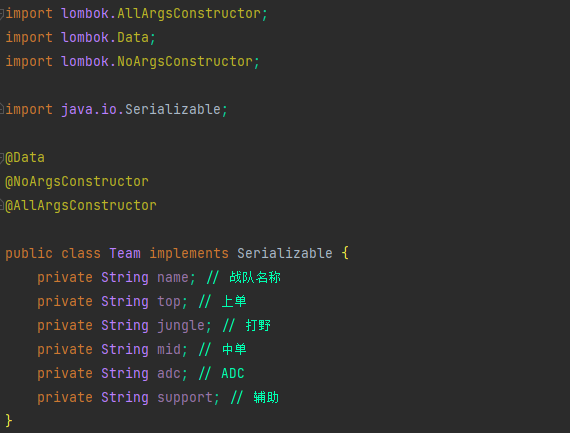 import lombok.AllArgsConstructor;
import lombok.Data;
import lombok.NoArgsConstructor;
import java.io.Serializable;
@Data
@NoArgsConstructor
@AllArgsConstructor
public class Team implements Serializable {
    private String name; // 战队名称
    private String top; // 上单
    private String jungle; // 打野
    private String mid; // 中单
    private String adc; // ADC
    private String support; // 辅助
}